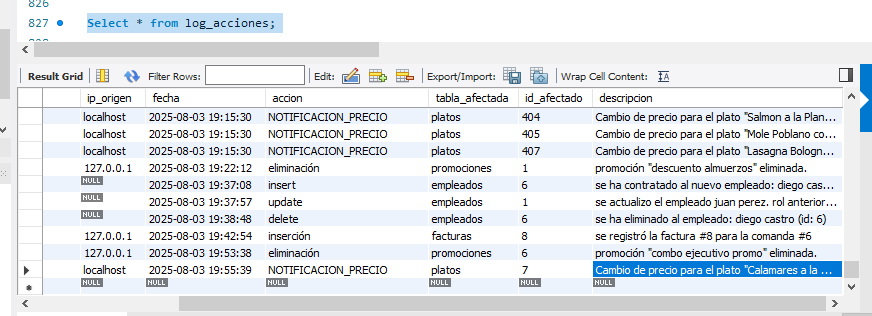 826
827 Select * from log_acciones;
828
Result Grid Filter Rows: Edit: Export/Import: Wrap Cell Content:
ip_origen fecha accion tabla_afectada id_afectado descripcion
localhost 2025-08-03 19:15:30 NOTIFICACION_PRECIO platos 404 Cambio de precio para el plato "Salmon a la Plan...
localhost 2025-08-03 19:15:30 NOTIFICACION_PRECIO platos 405 Cambio de precio para el plato "Mole Poblano co...
localhost 2025-08-03 19:15:30 NOTIFICACION_PRECIO platos 407 Cambio de precio para el plato "Lasagna Bologn...
127.0.0.1 2025-08-03 19:22:12 eliminación promociones 1 promoción "descuento almuerzos" eliminada.
NULL 2025-08-03 19:37:08 insert empleados 6 se ha contratado al nuevo empleado: diego cas...
NULL 2025-08-03 19:37:57 update empleados 1 se actualizo el empleado juan perez. rol anterior...
NULL 2025-08-03 19:38:48 delete empleados 6 se ha eliminado al empleado: diego castro (id: 6)
127.0.0.1 2025-08-03 19:42:54 inserción facturas 8 se registró la factura #8 para la comanda #6
127.0.0.1 2025-08-03 19:53:38 eliminación promociones 6 promoción "combo ejecutivo promo" eliminada.
localhost 2025-08-03 19:55:39 NOTIFICACION_PRECIO platos 7 Cambio de precio para el plato "Calamares a la ...
NULL NULL NULL NULL NULL NULL